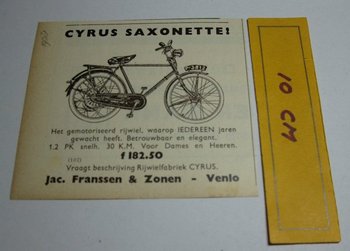 CYRUS SAXONETTE!
Het gemotoriseerd rijwiel, waarop IEDEREEN jaren
gewacht heeft. Betrouwbaar en elegant.
1.2 PK snelh. 30 K.M. Voor Dames en Heeren.
f 182.50
Vraagt beschrijving Rijwielfabriek CYRUS.
Jac. Franssen & Zonen - Venlo
10 CM